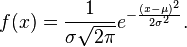 f(x) = \frac{1}{\sigma\sqrt{2\pi}} e^{-\frac{(x-\mu)^2}{2\sigma^2}}.